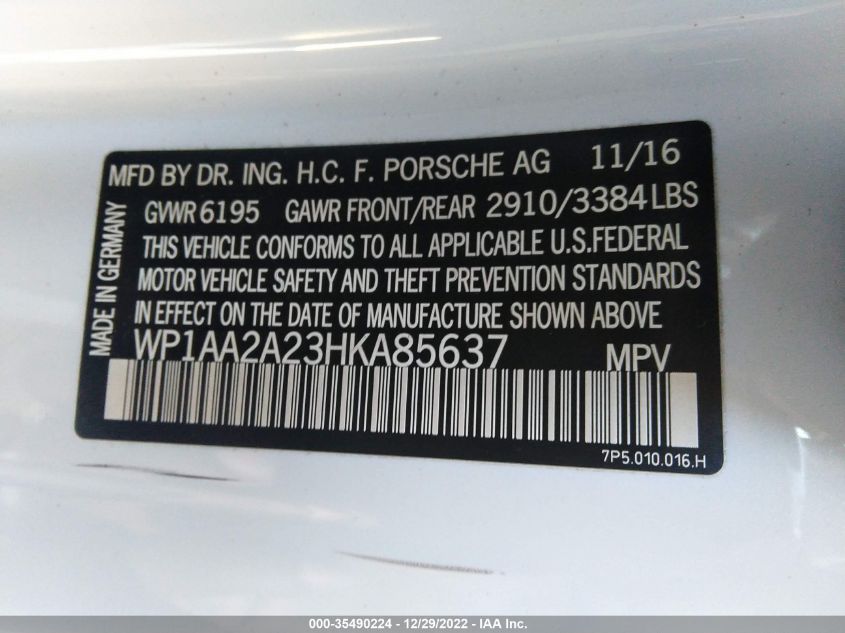 MFD BY DR. ING. H.C. F. PORSCHE AG 11/16
GVWR 6195 GAWR FRONT/REAR 2910/3384 LBS
THIS VEHICLE CONFORMS TO ALL APPLICABLE U.S.FEDERAL
MOTOR VEHICLE SAFETY AND THEFT PREVENTION STANDARDS
IN EFFECT ON THE DATE OF MANUFACTURE SHOWN ABOVE
WP1AA2A23HKA85637 MPV
MADE IN GERMANY
7P5.010.016.H
000-35490224 - 12/29/2022 - IAA Inc.